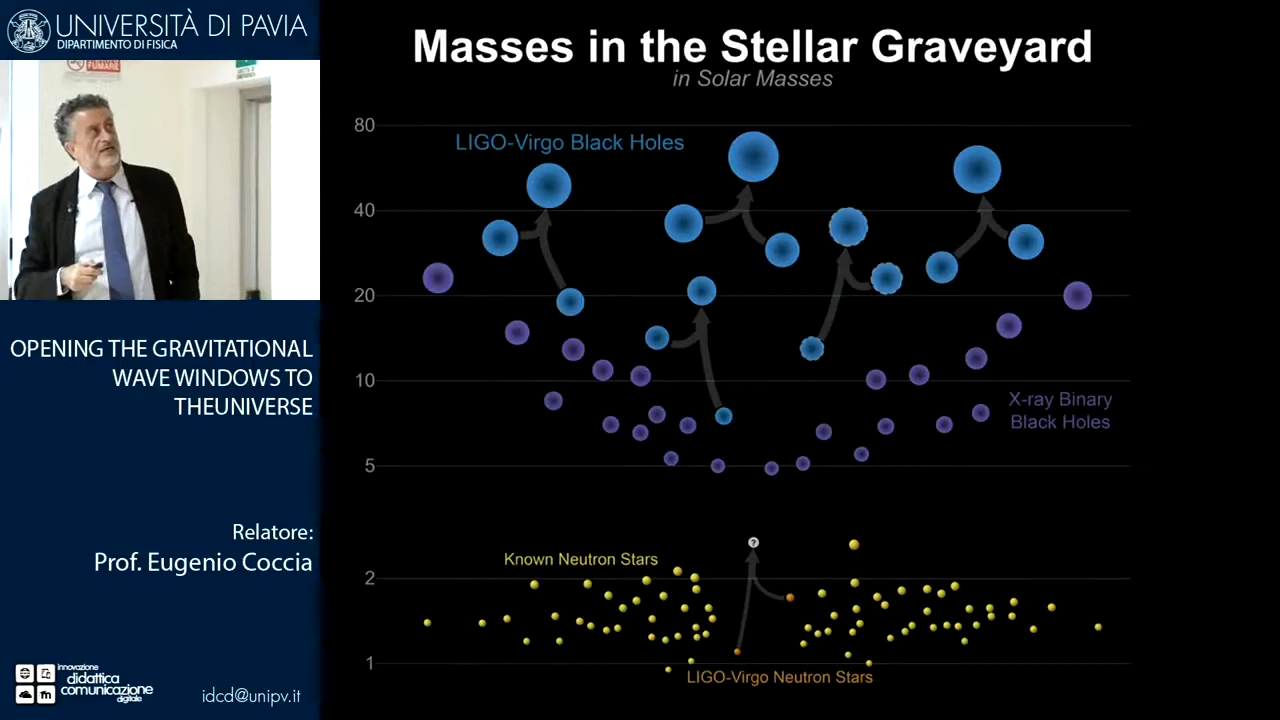 UNIVERSITÀ DI PAVIA
DIPARTIMENTO DI FISICA
FUMARE
OPENING THE GRAVITATIONAL
WAVE WINDOWS TO
THEUNIVERSE
Relatore:
Prof. Eugenio Coccia
innovazione
didattica
comunicazione
digitale
idcd@unipv.it
Masses in the Stellar Graveyard
in Solar Masses
80
LIGO-Virgo Black Holes
40
20
10
X-ray Binary
Black Holes
5
?
Known Neutron Stars
2
1
LIGO-Virgo Neutron Stars